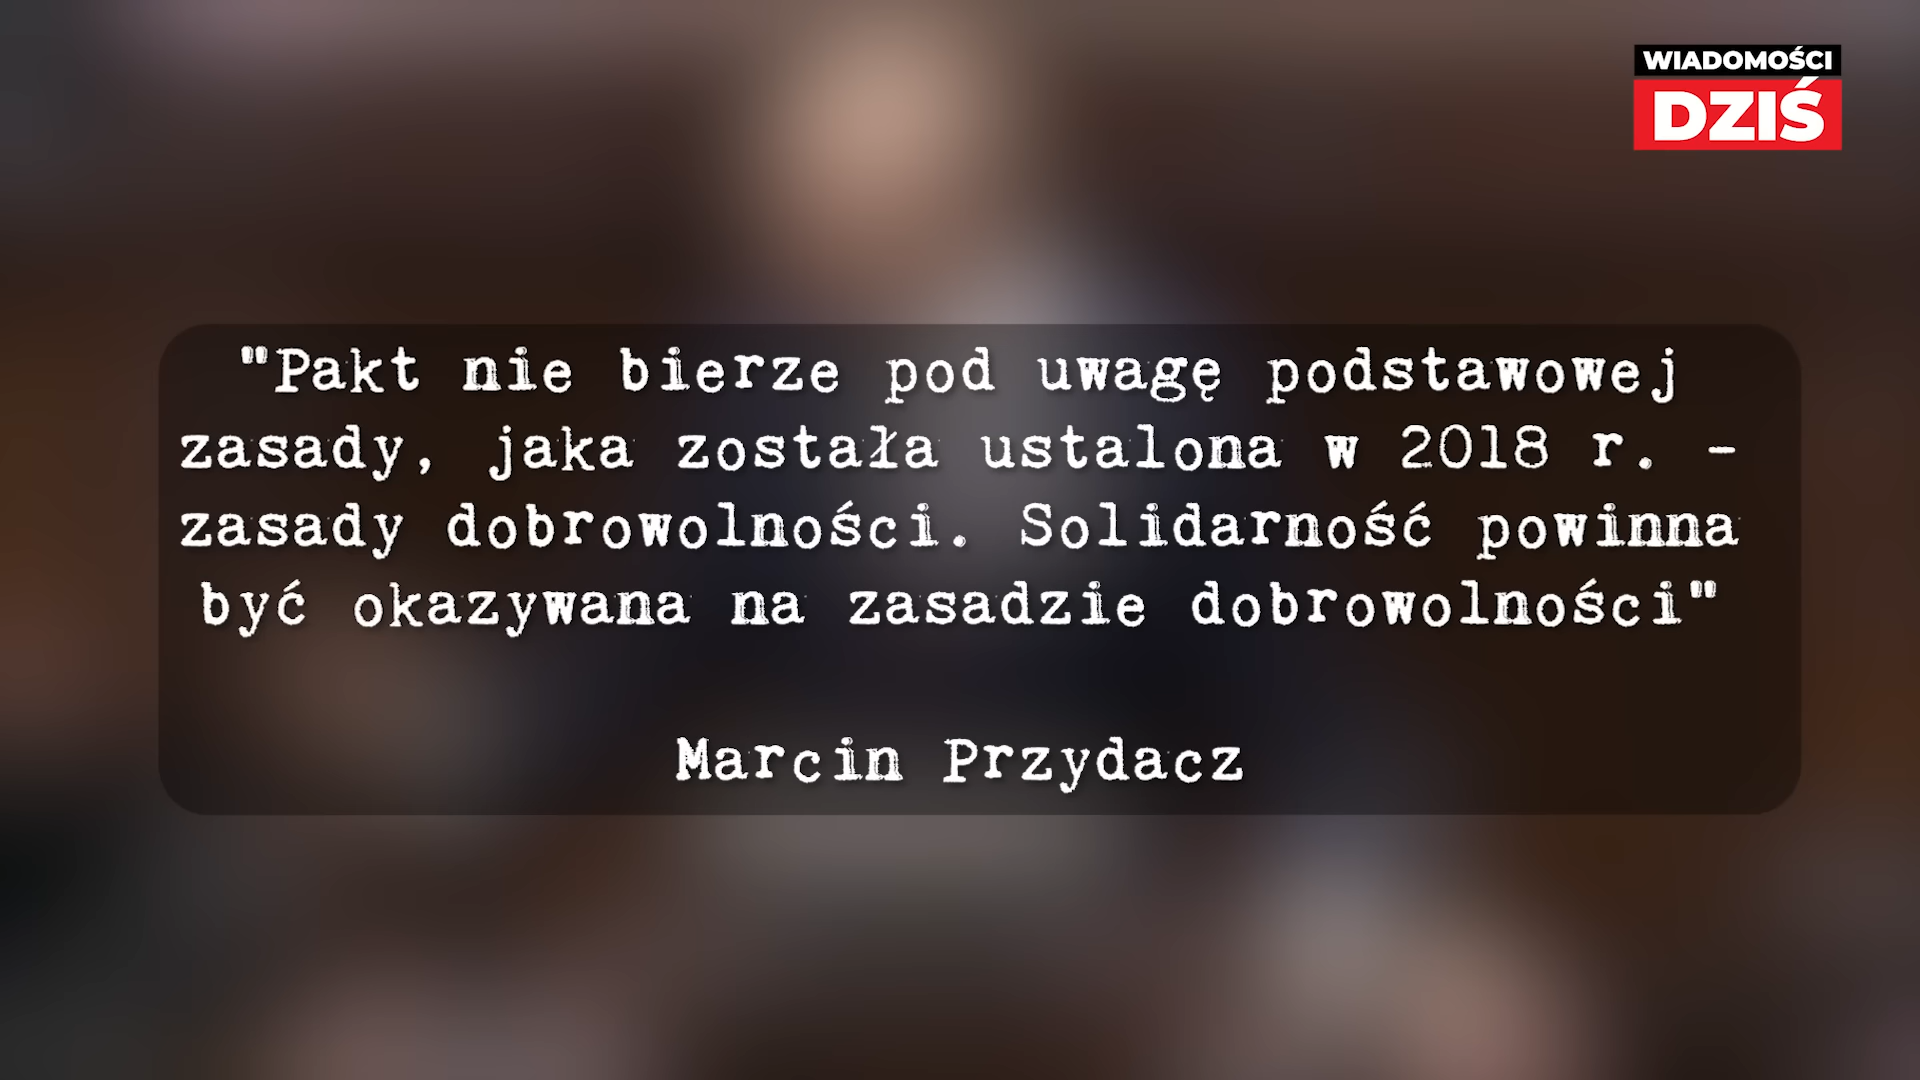 WIADOMOŚCI
DZIŚ
"Pakt nie bierze pod uwagę podstawowej
zasady, jaka została ustalona w 2018 r. -
zasady dobrowolności. Solidarność powinna
być okazywana na zasadzie dobrowolności"
Marcin Przydacz